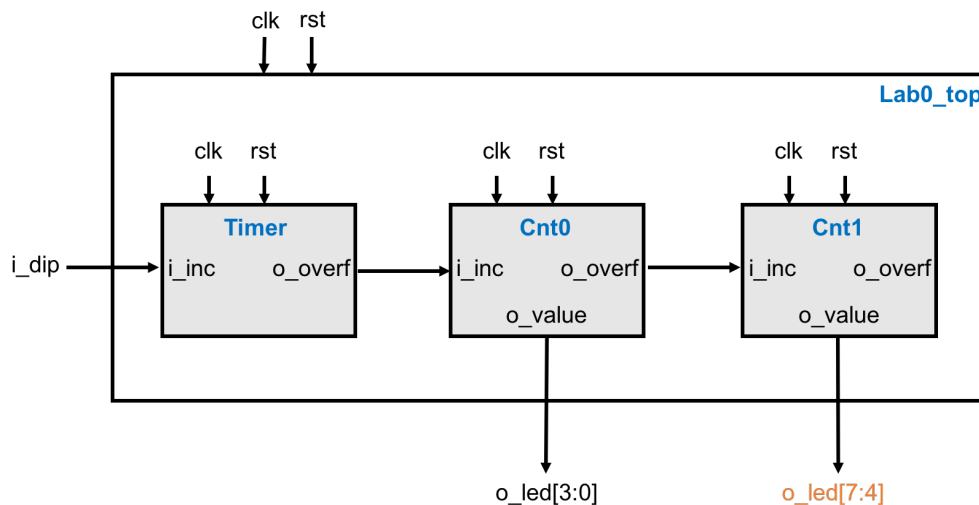 clk rst
Lab0_top
clk rst
clk rst
clk rst
Timer
Cnt0
Cnt1
i_dip
i_inc o_overf
i_inc o_overf
i_inc o_overf
o_value
o_value
o_led[3:0]
o_led[7:4]